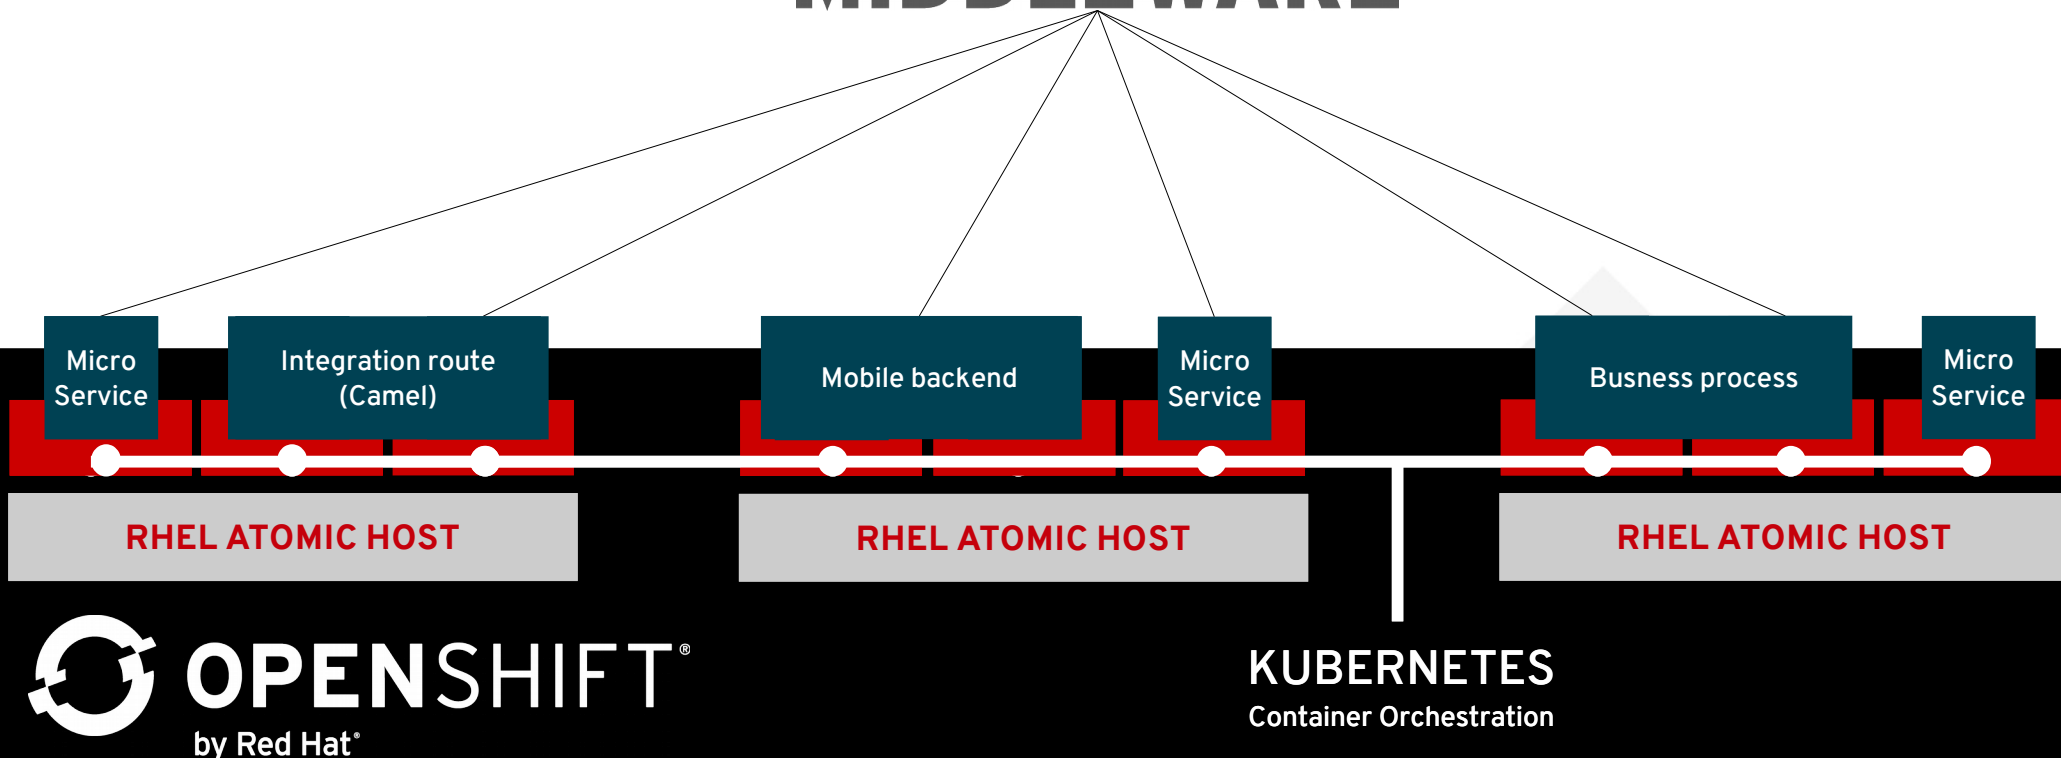 MIDDLEWARE
Micro
Service
Integration route
(Camel)
Mobile backend
Micro
Service
Busness process
Micro
Service
RHEL ATOMIC HOST
RHEL ATOMIC HOST
RHEL ATOMIC HOST
OPENSHIFT®
by Red Hat®
KUBERNETES
Container Orchestration